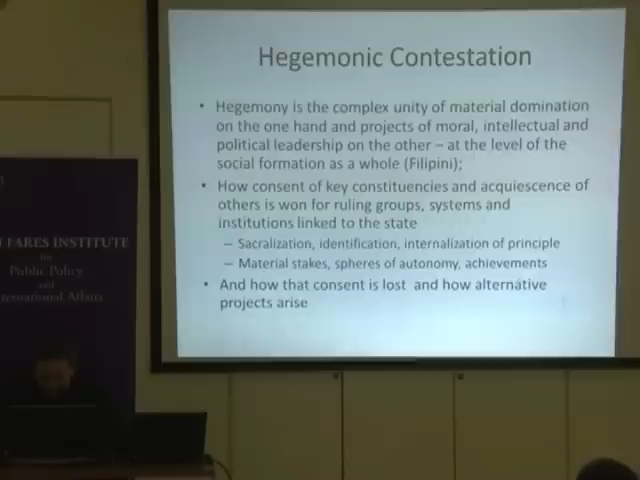 Hegemonic Contestation
• Hegemony is the complex unity of material domination
on the one hand and projects of moral, intellectual and
political leadership on the other – at the level of the
social formation as a whole (Filipini);
• How consent of key constituencies and acquiescence of
others is won for ruling groups, systems and
institutions linked to the state
– Sacralization, identification, internalization of principle
– Material stakes, spheres of autonomy, achievements
• And how that consent is lost and how alternative
projects arise
FARES INSTITUTE
for
Public Policy
and
ternational Affairs